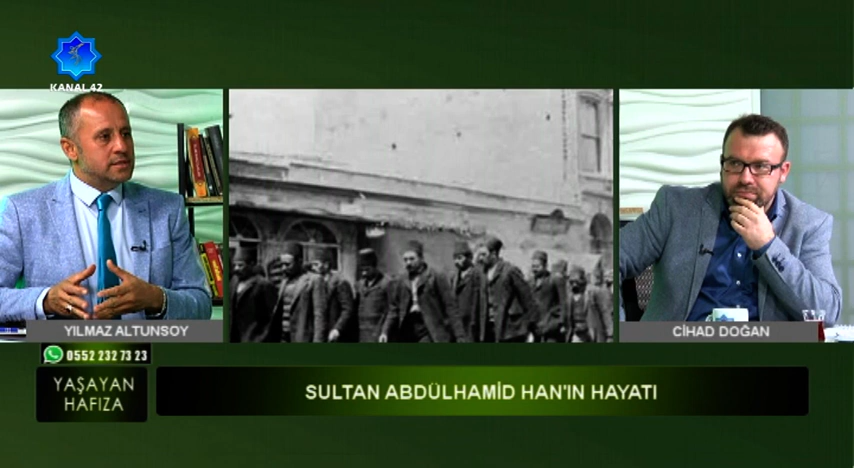 KANAL 42
YILMAZ ALTUNSOY
CİHAD DOĞAN
0552 232 73 23
YAŞAYAN
HAFIZA
SULTAN ABDÜLHAMİD HAN'IN HAYATI